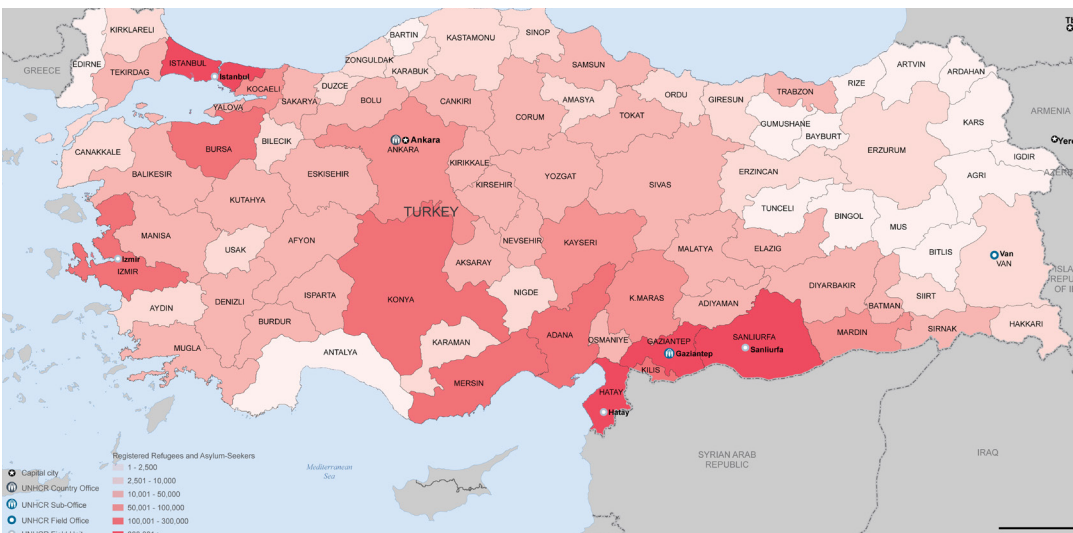 KIRKLARELI
EDIRNE
TEKIRDAG
ISTANBUL
Istanbul
KOCAELI
YALOVA
SAKARYA
DUZCE
ZONGULDAK
BARTIN
KARABUK
KASTAMONU
SINOP
SAMSUN
ORDU
GIRESUN
TRABZON
RIZE
ARTVIN
ARDAHAN
GREECE
ARMENIA
BOLU
CANKIRI
CORUM
AMASYA
TOKAT
GUMUSHANE
BAYBURT
ERZURUM
KARS
IGDIR
AGRI
CANAKKALE
BALIKESIR
BURSA
BILECIK
ESKISEHIR
Ankara
ANKARA
KIRIKKALE
KIRSEHIR
YOZGAT
SIVAS
ERZINCAN
TUNCELI
BINGOL
MUS
BITLIS
Van
VAN
KUTAHYA
TURKEY
MANISA
USAK
AFYON
Izmir
IZMIR
AKSARAY
NEVSEHIR
KAYSERI
MALATYA
ELAZIG
DIYARBAKIR
BATMAN
SIIRT
HAKKARI
SIRNAK
MARDIN
AYDIN
DENIZLI
ISPARTA
BURDUR
KONYA
NIGDE
K.MARAS
ADIYAMAN
MUGLA
ANTALYA
KARAMAN
MERSIN
ADANA
OSMANIYE
GAZIANTEP
Gaziantep
SANLIURFA
Sanliurfa
KILIS
HATAY
Hatay
SYRIAN ARAB
REPUBLIC
IRAQ
Mediterranean
Sea
Capital city
UNHCR Country Office
UNHCR Sub-Office
UNHCR Field Office
Registered Refugees and Asylum-Seekers
1 - 2,500
2,501 - 10,000
10,001 - 50,000
50,001 - 100,000
100,001 - 300,000